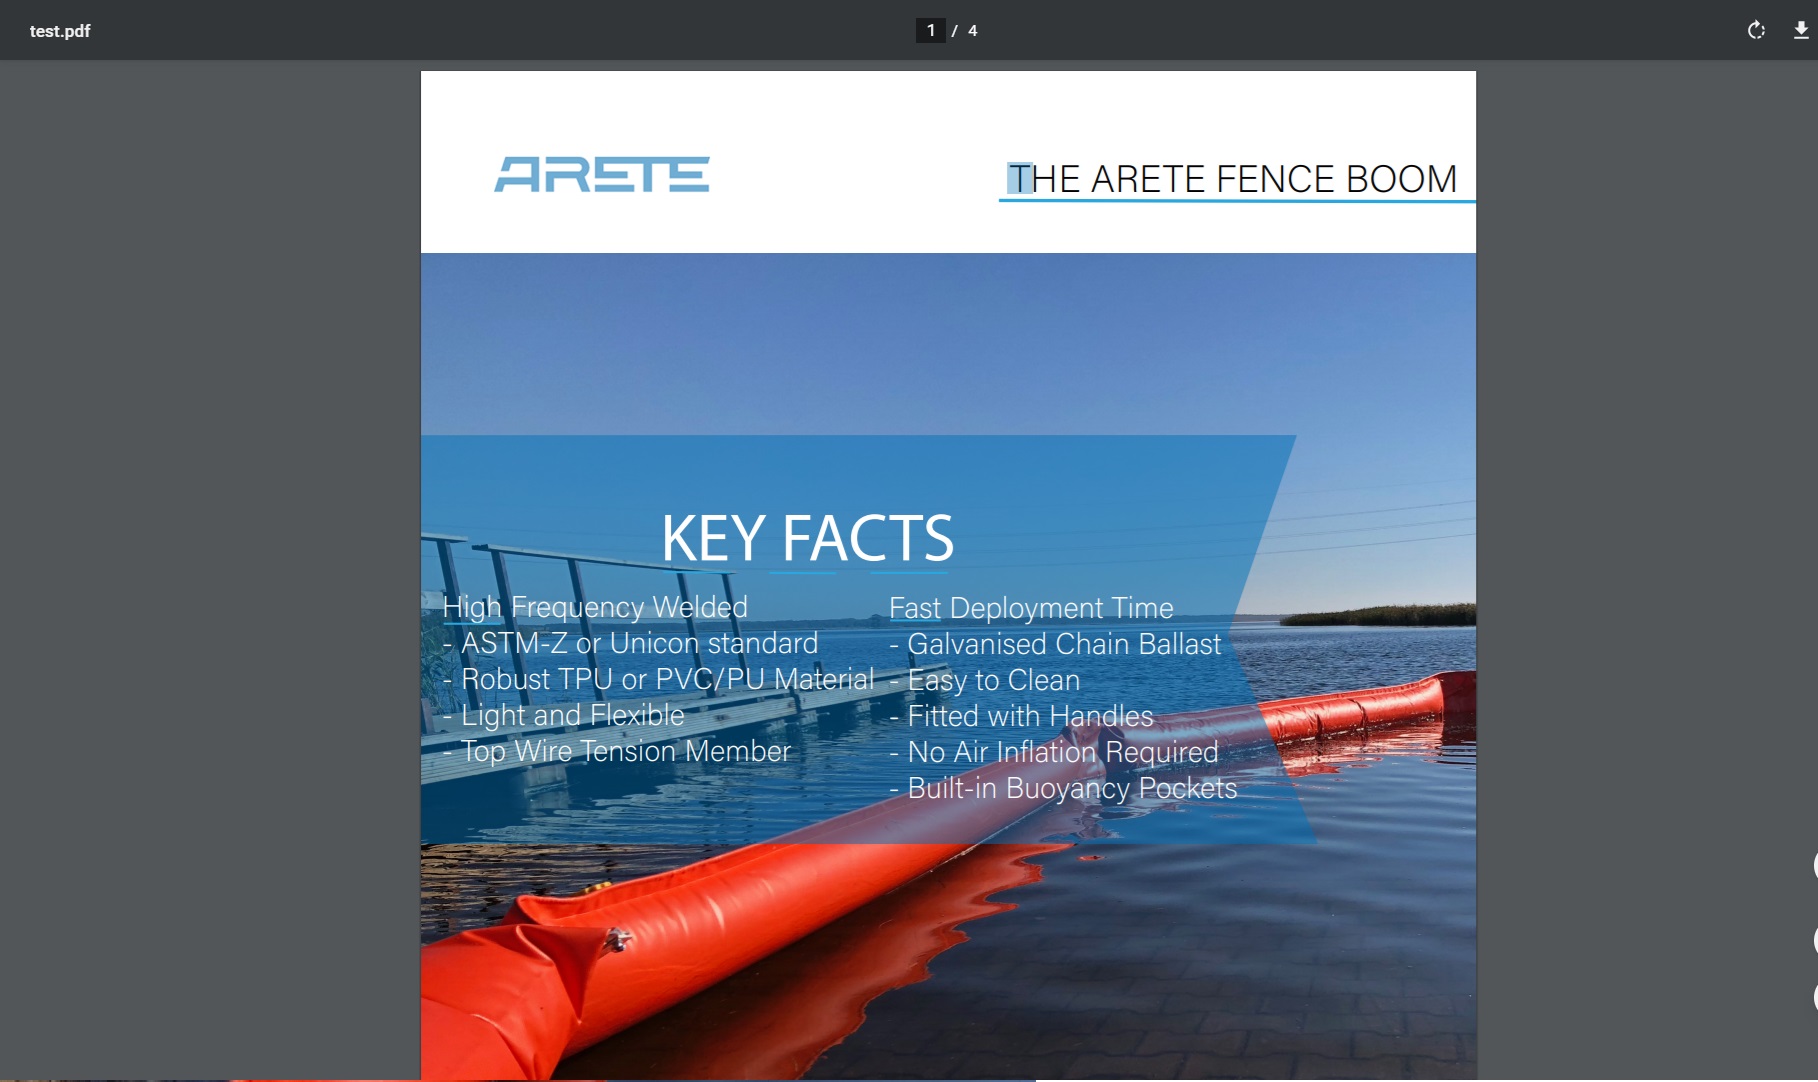 test.pdf
1 / 4
ARETE
THE ARETE FENCE BOOM
KEY FACTS
High Frequency Welded
- ASTM-Z or Unicon standard
- Robust TPU or PVC/PU Material
- Light and Flexible
- Top Wire Tension Member
Fast Deployment Time
- Galvanised Chain Ballast
- Easy to Clean
- Fitted with Handles
- No Air Inflation Required
- Built-in Buoyancy Pockets